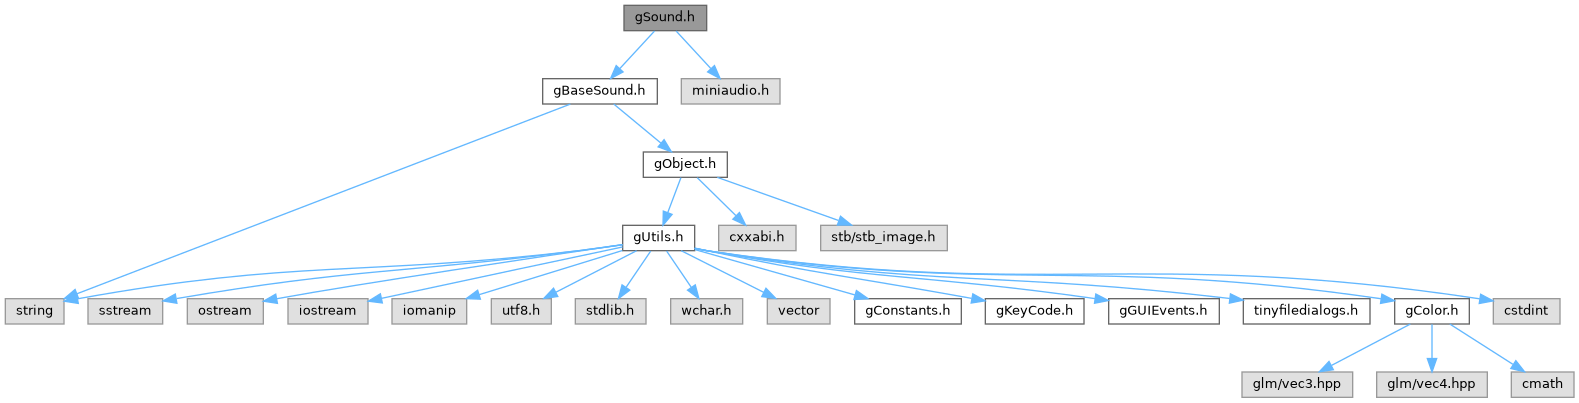 gSound.h
gBaseSound.h
miniaudio.h
gObject.h
gUtils.h
cxxabi.h
stb/stb_image.h
string
sstream
ostream
iostream
iomanip
utf8.h
stdlib.h
wchar.h
vector
gConstants.h
gKeyCode.h
gGUIEvents.h
tinyfiledialogs.h
gColor.h
cstdint
glm/vec3.hpp
glm/vec4.hpp
cmath